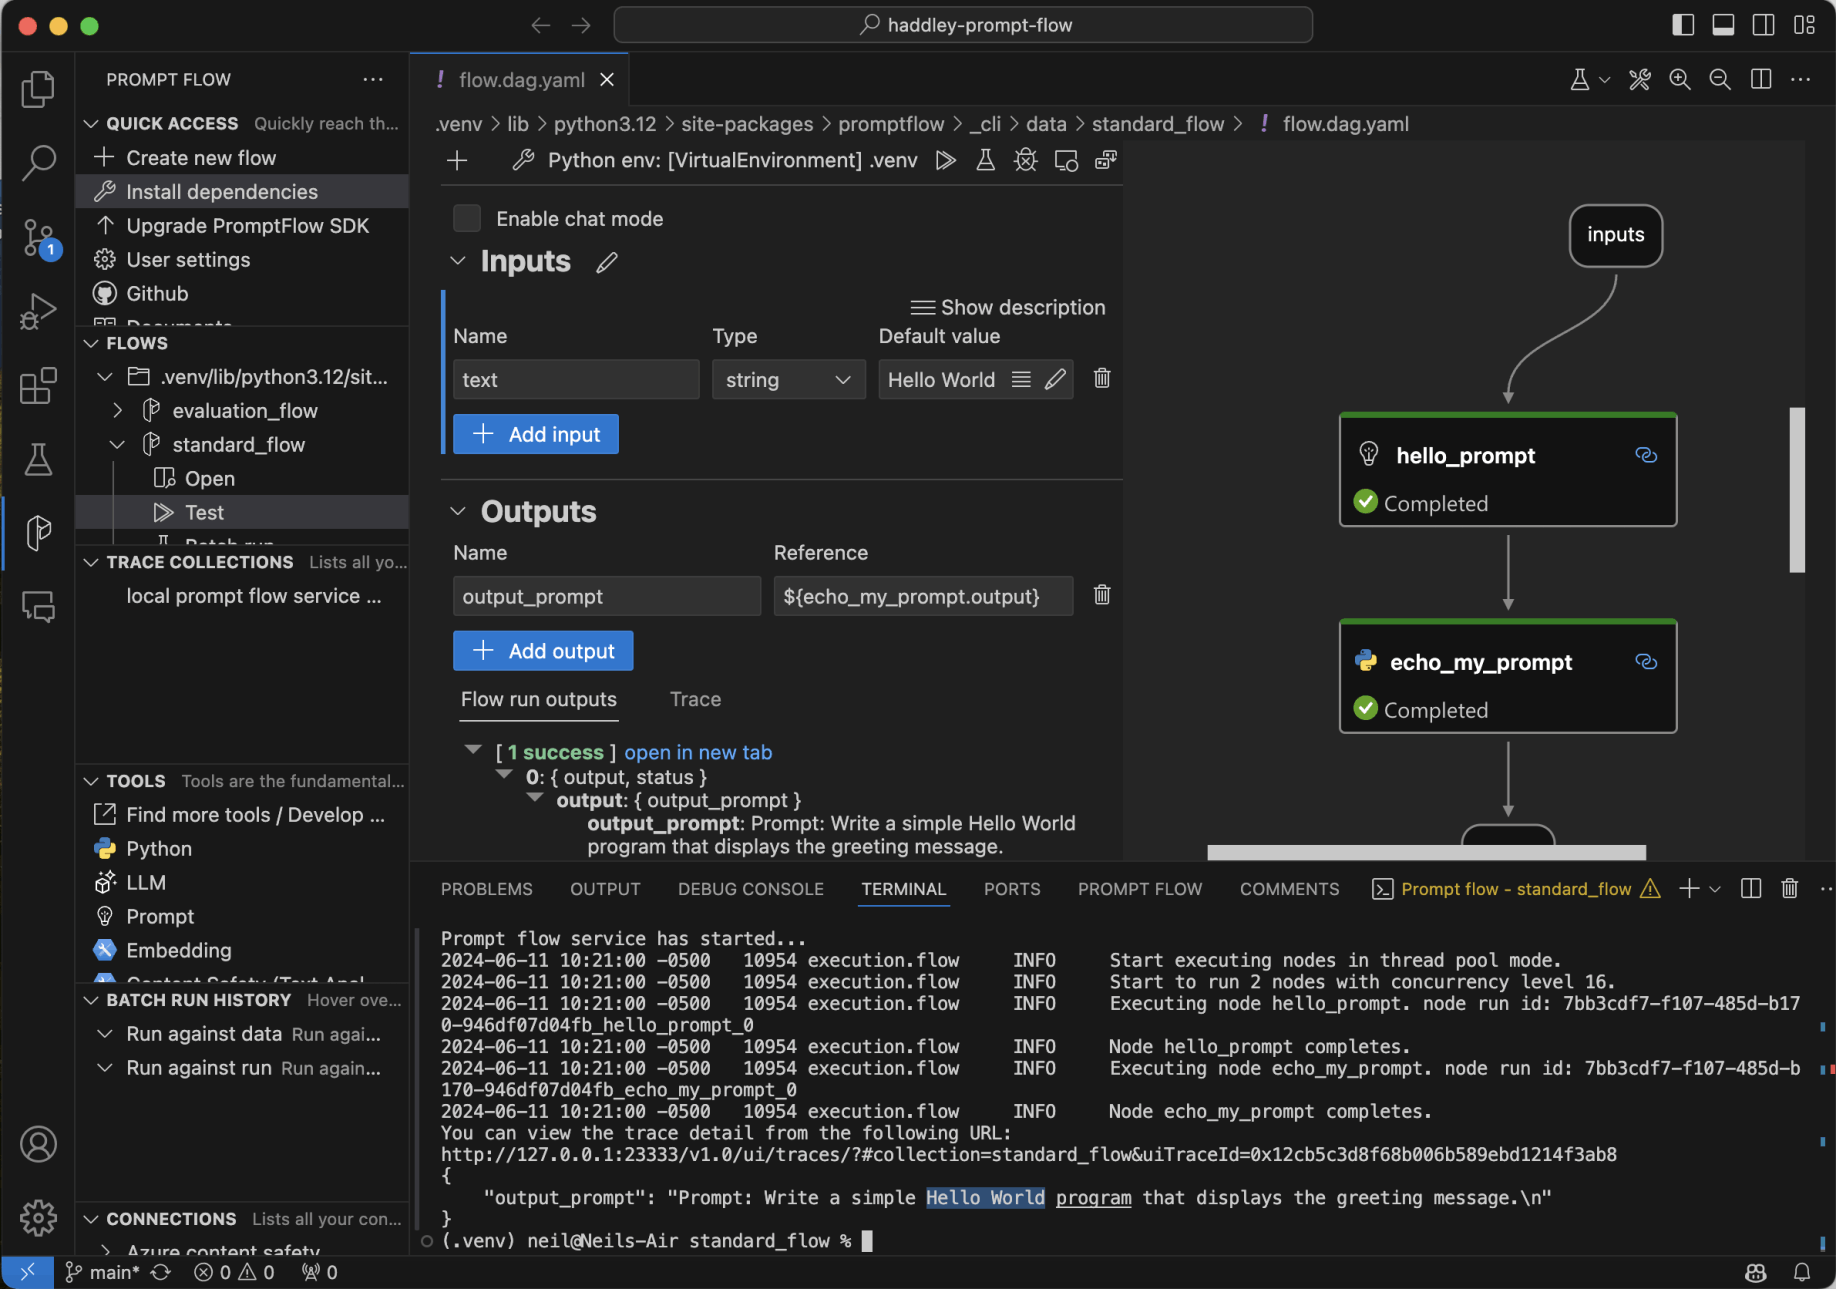 haddley-prompt-flow
PROMPT FLOW
flow.dag.yaml
QUICK ACCESS Quickly reach th...
Create new flow
Install dependencies
Upgrade PromptFlow SDK
User settings
Github
Documents
FLOWS
.venv/lib/python3.12/sit...
evaluation_flow
standard_flow
Open
Test
Batch run
TRACE COLLECTIONS Lists all yo...
local prompt flow service ...
TOOLS Tools are the fundamental...
Find more tools / Develop ...
Python
LLM
Prompt
Embedding
Content Safety (Text Anal
BATCH RUN HISTORY Hover ove...
Run against data Run agai...
Run against run Run again...
CONNECTIONS Lists all your con...
Azure content safety
1
.venv > lib > python3.12 > site-packages > promptflow > _cli > data > standard_flow > ! flow.dag.yaml
Python env: [VirtualEnvironment] .venv
Enable chat mode
Inputs
Show description
Name Type Default value
text string Hello World
Add input
Outputs
Name Reference
output_prompt ${echo_my_prompt.output}
Add output
Flow run outputs Trace
[ 1 success ] open in new tab
0: { output, status }
output: { output_prompt }
output_prompt: Prompt: Write a simple Hello World
program that displays the greeting message.
inputs
hello_prompt
Completed
echo_my_prompt
Completed
PROBLEMS OUTPUT DEBUG CONSOLE TERMINAL PORTS PROMPT FLOW COMMENTS Prompt flow - standard_flow
Prompt flow service has started...
2024-06-11 10:21:00 -0500 10954 execution.flow INFO Start executing nodes in thread pool mode.
2024-06-11 10:21:00 -0500 10954 execution.flow INFO Start to run 2 nodes with concurrency level 16.
2024-06-11 10:21:00 -0500 10954 execution.flow INFO Executing node hello_prompt. node run id: 7bb3cdf7-f107-485d-b17
0-946df07d04fb_hello_prompt_0
2024-06-11 10:21:00 -0500 10954 execution.flow INFO Node hello_prompt completes.
2024-06-11 10:21:00 -0500 10954 execution.flow INFO Executing node echo_my_prompt. node run id: 7bb3cdf7-f107-485d-b
170-946df07d04fb_echo_my_prompt_0
2024-06-11 10:21:00 -0500 10954 execution.flow INFO Node echo_my_prompt completes.
You can view the trace detail from the following URL:
http://127.0.0.1:23333/v1.0/ui/traces/?#collection=standard_flow&uiTraceId=0x12cb5c3d8f68b006b589ebd1214f3ab8
{
"output_prompt": "Prompt: Write a simple Hello World program that displays the greeting message.\n"
}
(.venv) neil@Neils-Air standard_flow %
main* 0 0 0